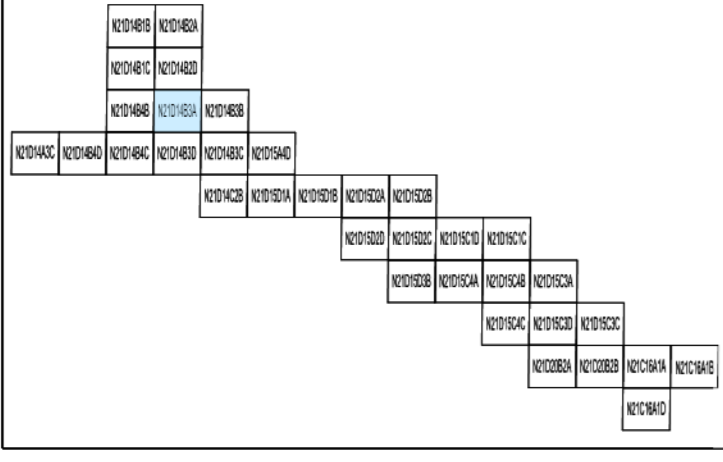 N21D14B1B N21D14B2A
N21D14B1C N21D14B2D
N21D14B4B N21D14B3A N21D14B3B
N21D14A3C N21D14B4D N21D14B4C N21D14B3D N21D14B3C N21D15A4D
N21D14C2B N21D15D1A N21D15D1B N21D15D2A N21D15D2B
N21D15D2D N21D15D2C N21D15C1D N21D15C1C
N21D15D3B N21D15C4A N21D15C4B N21D15C3A
N21D15C4C N21D15C3D N21D15C3C
N21D20B2A N21D20B2B N21C16A1A N21C16A1B
N21C16A1D